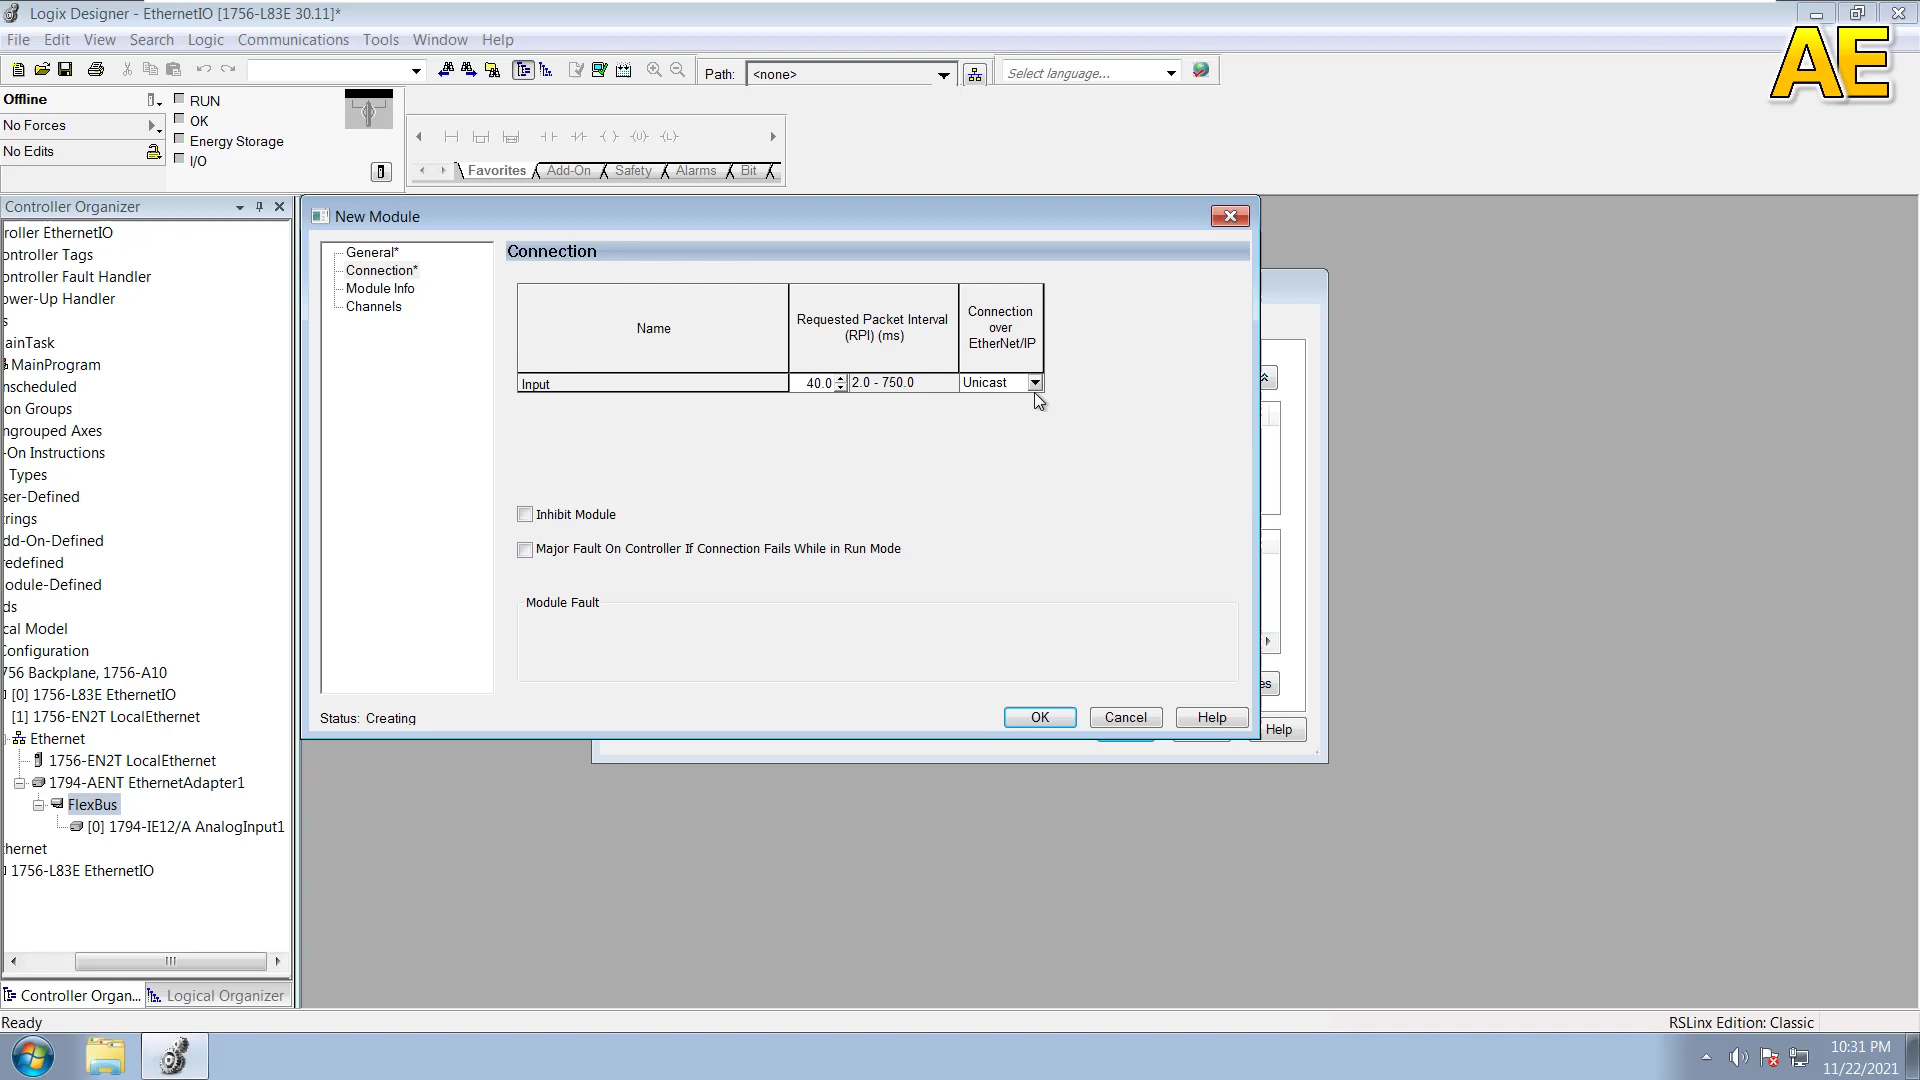 Logix Designer - EthernetIO [1756-L83E 30.11]*
AE
File Edit View Search Logic Communications Tools Window Help
Path: <none>
Select language...
Offline
RUN
No Forces
OK
No Edits
Energy Storage
I/O
Favorites Add-On Safety Alarms Bit
Controller Organizer
roller EthernetIO
ontroller Tags
ontroller Fault Handler
ower-Up Handler
s
ainTask
MainProgram
nscheduled
on Groups
ngrouped Axes
-On Instructions
Types
ser-Defined
rings
dd-On-Defined
redefined
odule-Defined
ds
cal Model
Configuration
756 Backplane, 1756-A10
[0] 1756-L83E EthernetIO
[1] 1756-EN2T LocalEthernet
Ethernet
1756-EN2T LocalEthernet
1794-AENT EthernetAdapter1
FlexBus
[0] 1794-IE12/A AnalogInput1
hernet
1756-L83E EthernetIO
Controller Organ...
Logical Organizer
New Module
General*
Connection*
Module Info
Channels
Connection
Name
Requested Packet Interval
(RPI) (ms)
Connection
over
EtherNet/IP
Input 40.0 2.0 - 750.0 Unicast
Inhibit Module
Major Fault On Controller If Connection Fails While in Run Mode
Module Fault
Status: Creating
OK Cancel Help
es
Help
Ready
RSLinx Edition: Classic
10:31 PM
11/22/2021